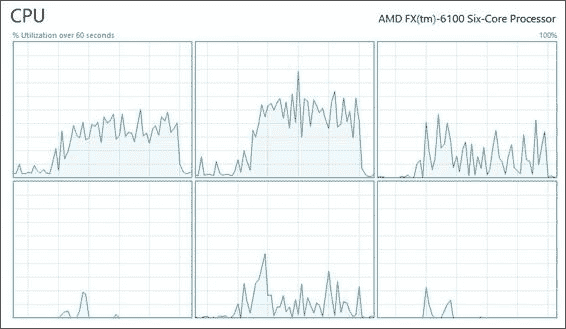 CPU
AMD FX(tm)-6100 Six-Core Processor
% Utilization over 60 seconds
100%